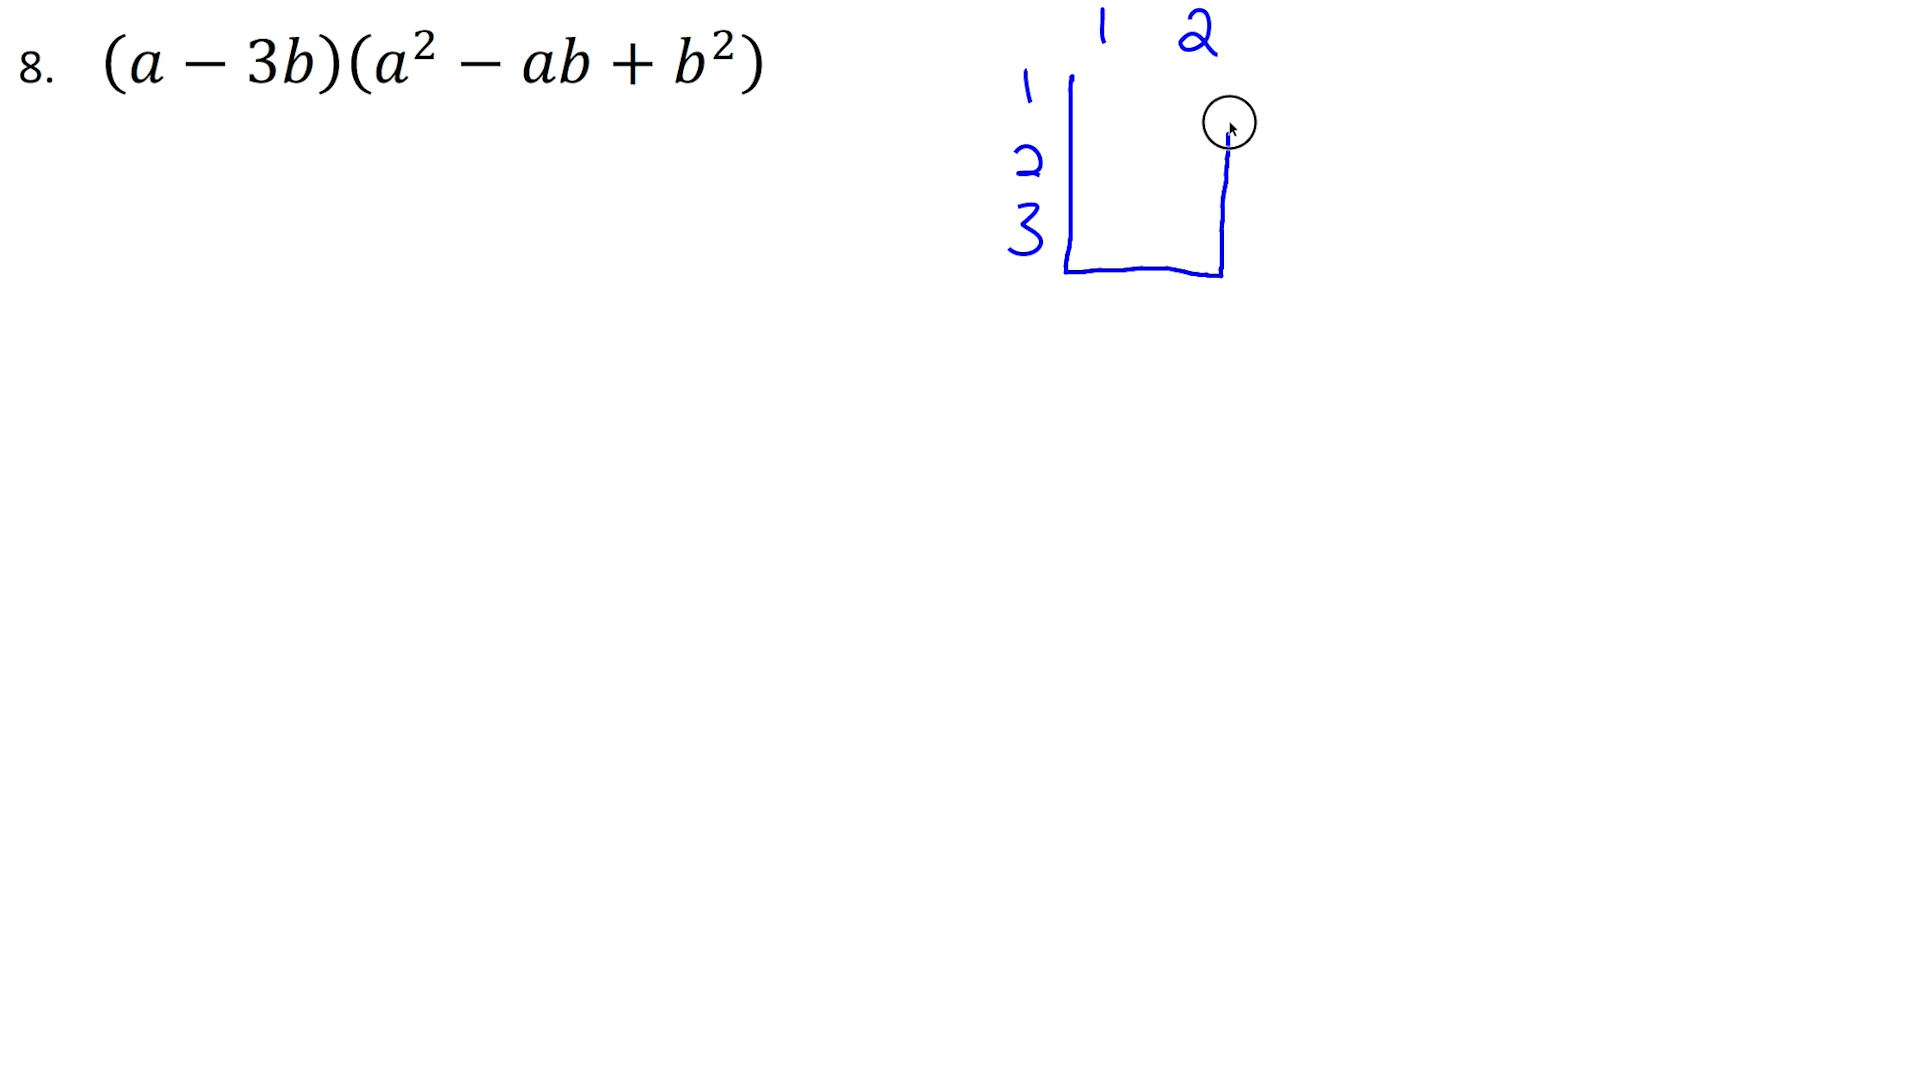 8. (a − 3b)(a² − ab + b²)
1 2
1
2
3